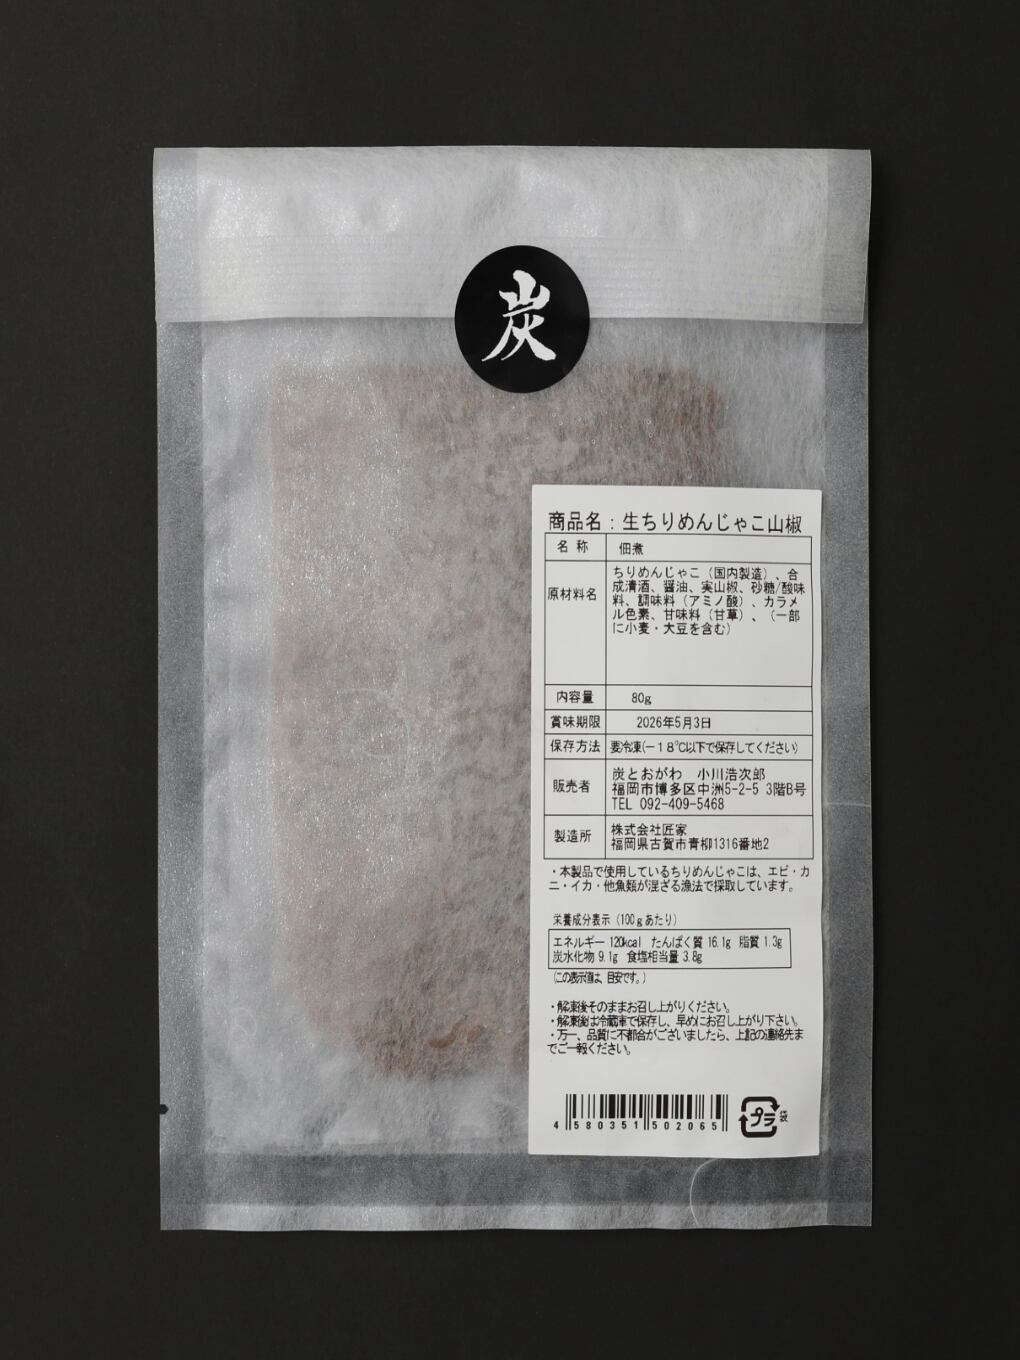 炭
商品名：生ちりめんじゃこ山椒
名 称 佃煮
原材料名 ちりめんじゃこ（国内製造）、合
成清酒、醤油、実山椒、砂糖/酸味
料、調味料（アミノ酸）、カラメ
ル色素、甘味料（甘草）、（一部
に小麦・大豆を含む）
内容量 80g
賞味期限 2026年5月3日
保存方法 要冷凍(－18℃以下で保存してください)
販売者 炭とおがわ 小川浩次郎
福岡市博多区中洲5-2-5 3階B号
TEL 092-409-5468
製造所 株式会社匠家
福岡県古賀市青柳1316番地2
・本製品で使用しているちりめんじゃこは、エビ・カ
ニ・イカ・他魚類が混ざる漁法で採取しています。
栄養成分表示（100gあたり）
エネルギー 120kcal たんぱく質 16.1g 脂質 1.3g
炭水化物 9.1g 食塩相当量 3.8g
(この表示値は、目安です。)
・解凍後そのままお召し上がりください。
・解凍後は冷蔵庫で保存し、早めにお召し上がり下さい。
・万一、品質に不都合がございましたら、上記の連絡先ま
でご一報ください。
4 580351 502065
プラ 袋